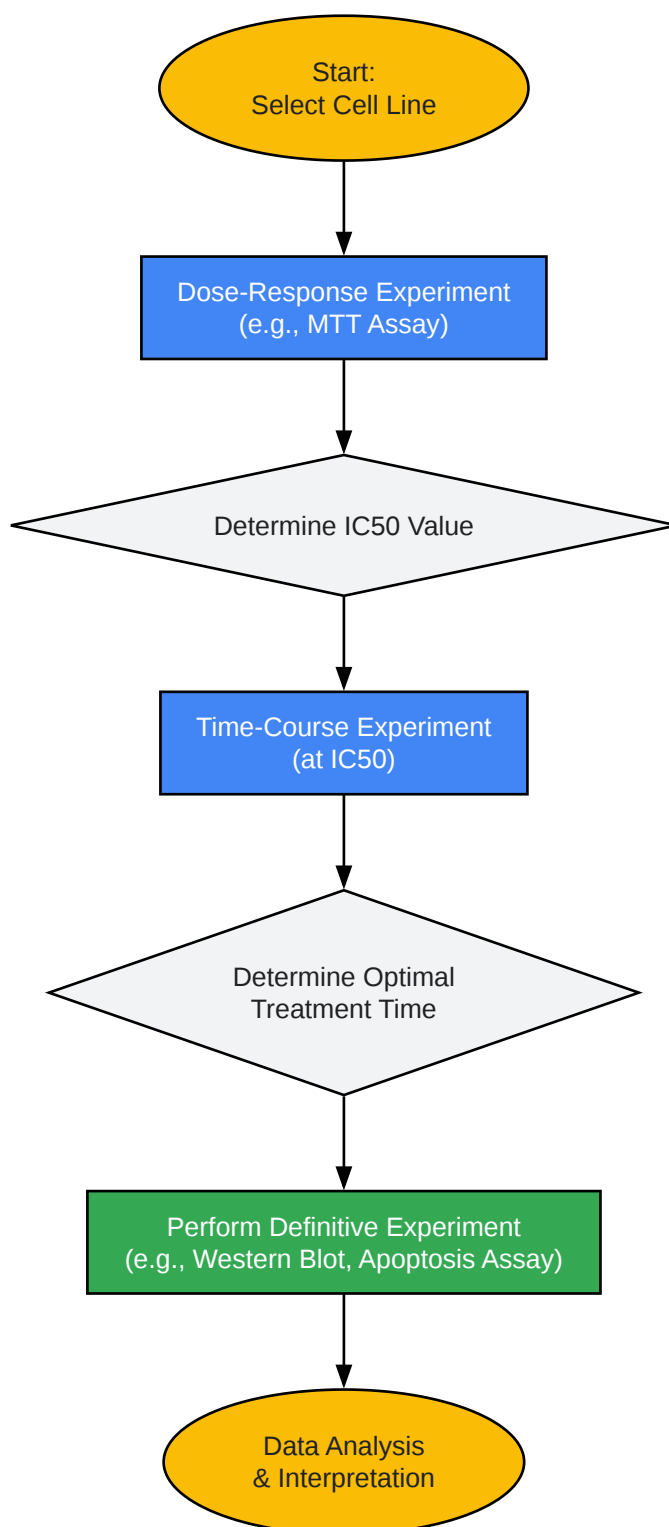 Start:
Select Cell Line
Dose-Response Experiment
(e.g., MTT Assay)
Determine IC50 Value
Time-Course Experiment
(at IC50)
Determine Optimal
Treatment Time
Perform Definitive Experiment
(e.g., Western Blot, Apoptosis Assay)
Data Analysis
& Interpretation